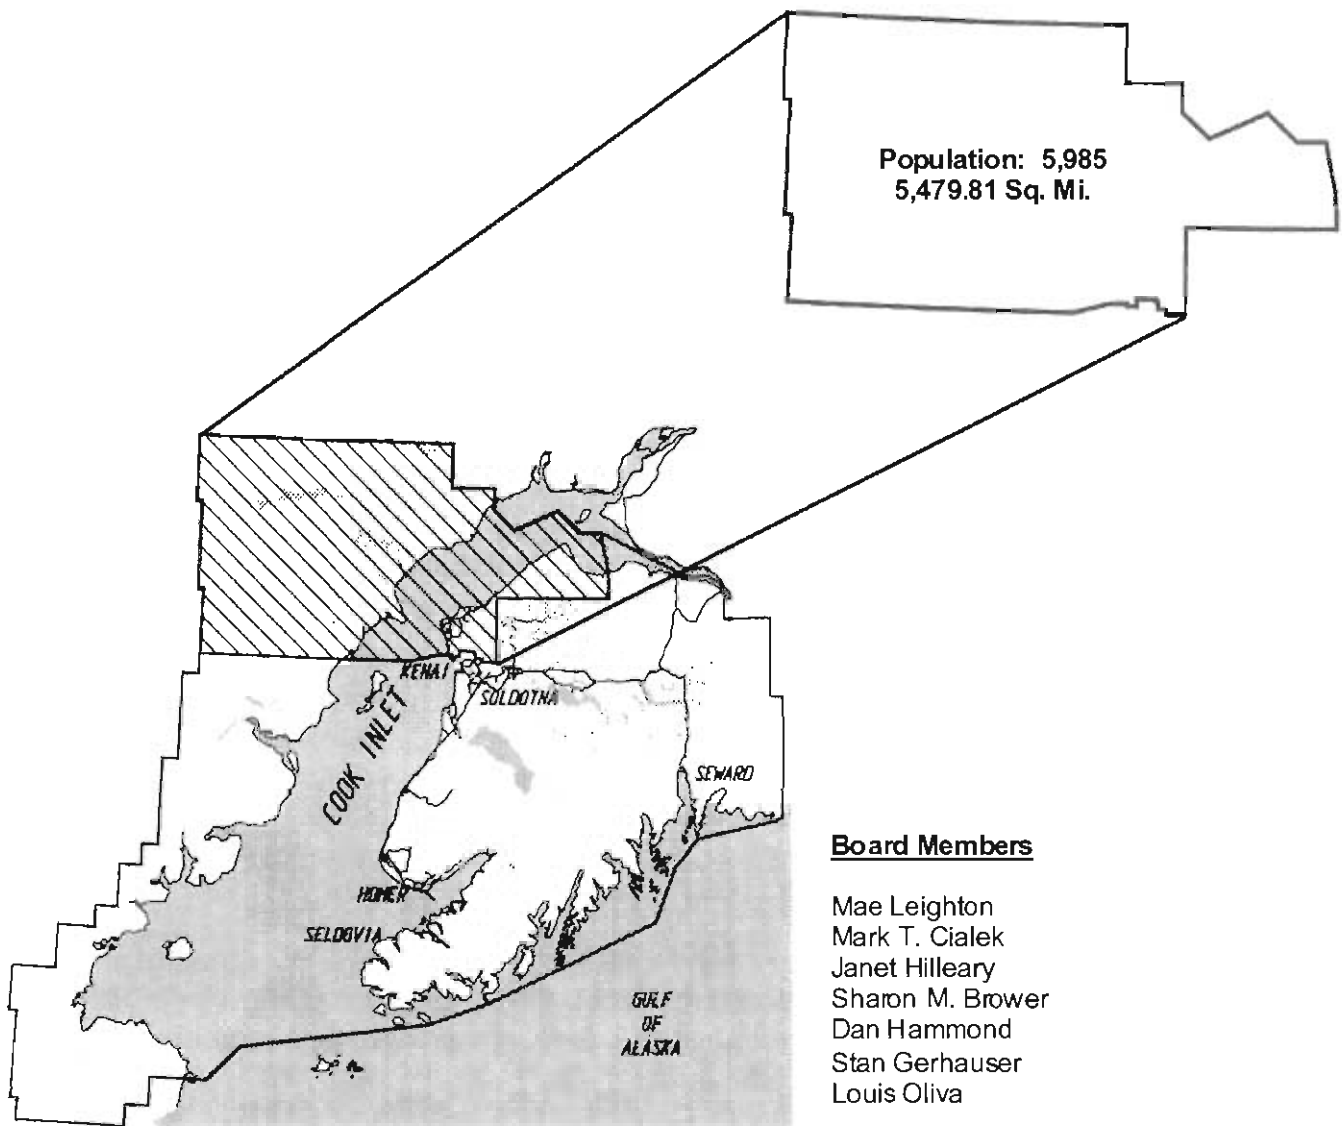 Population: 5,985
5,479.81 Sq. Mi.
KENAI
SOLDOTNA
COOK INLET
SEWARD
HOMER
SELDOVIA
GULF
OF
ALASKA
Board Members
Mae Leighton
Mark T. Cialek
Janet Hilleary
Sharon M. Brower
Dan Hammond
Stan Gerhauser
Louis Oliva